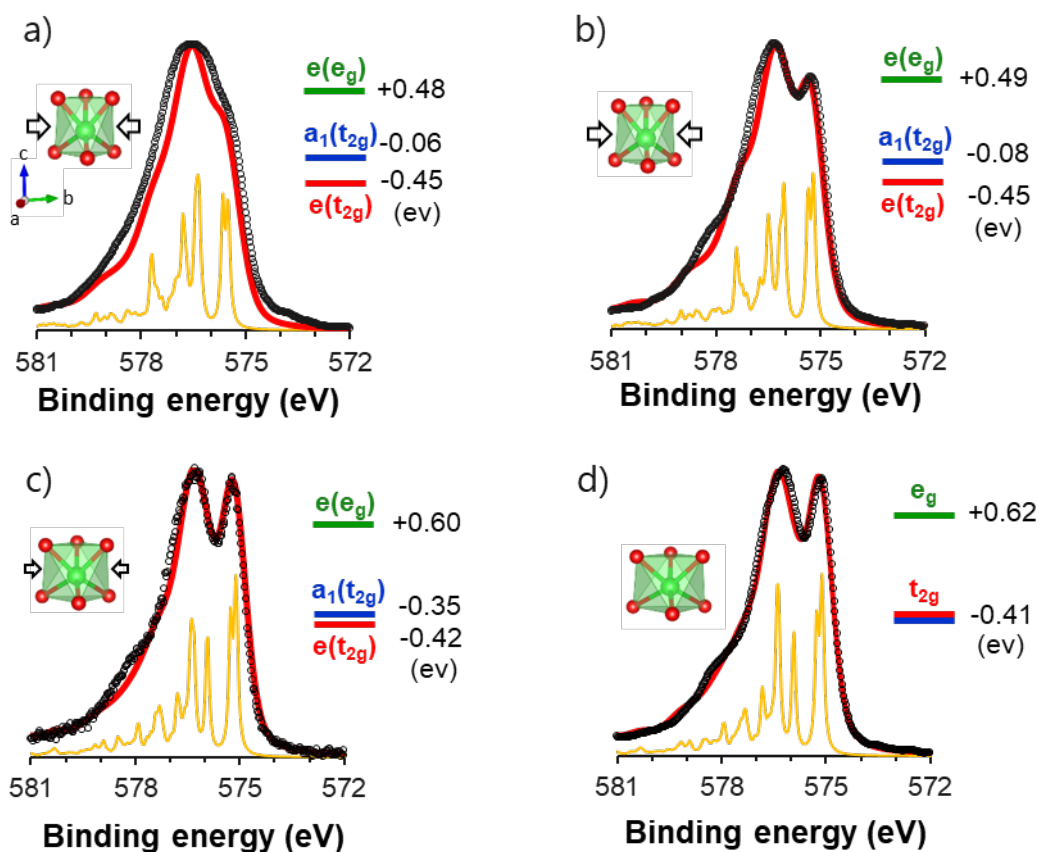 a)
e(eg)
+0.48
a1(t2g)
-0.06
-0.45
e(t2g)
(ev)
c
b
a
581 578 575 572
Binding energy (eV)
b)
e(eg)
+0.49
a1(t2g)
-0.08
-0.45
e(t2g)
(ev)
581 578 575 572
Binding energy (eV)
c)
e(eg)
+0.60
a1(t2g)
-0.35
e(t2g)
-0.42
(ev)
581 578 575 572
Binding energy (eV)
d)
eg
+0.62
t2g
-0.41
(ev)
581 578 575 572
Binding energy (eV)